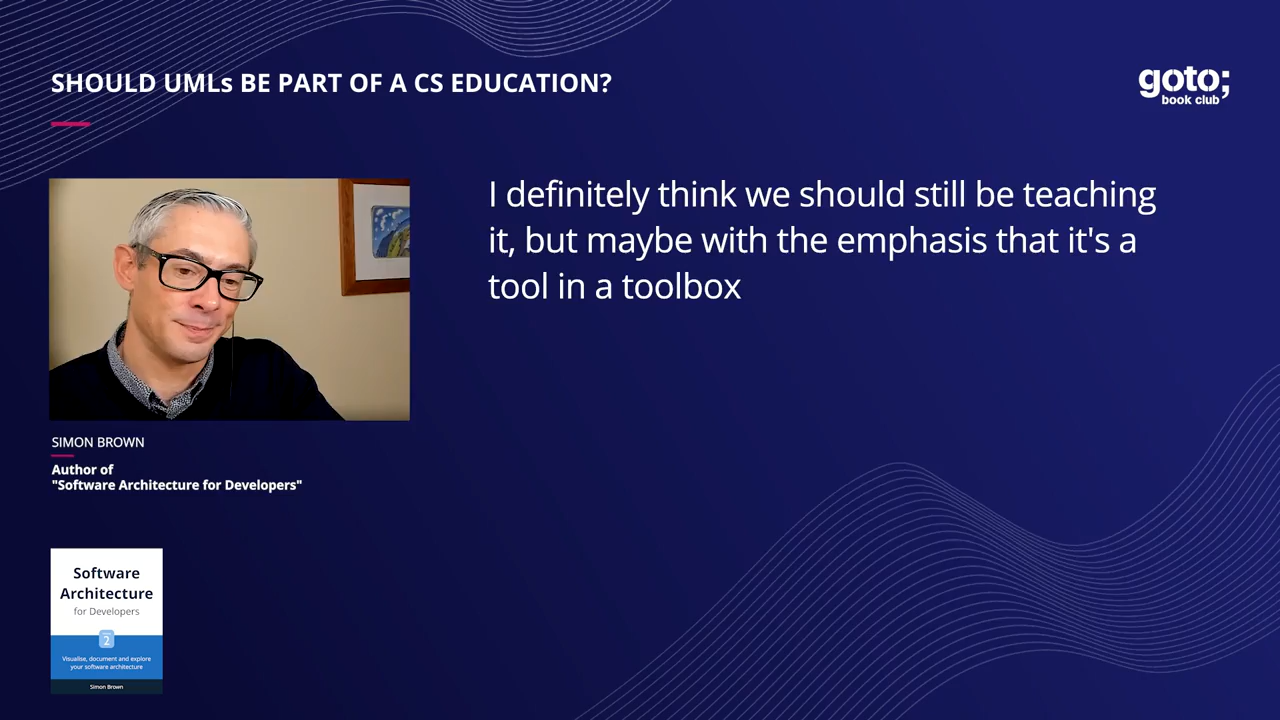 SHOULD UMLs BE PART OF A CS EDUCATION?
goto;
book club
I definitely think we should still be teaching
it, but maybe with the emphasis that it's a
tool in a toolbox
SIMON BROWN
Author of
"Software Architecture for Developers"
Software
Architecture
for Developers
2
Visualise, document and explore
your software architecture
Simon Brown